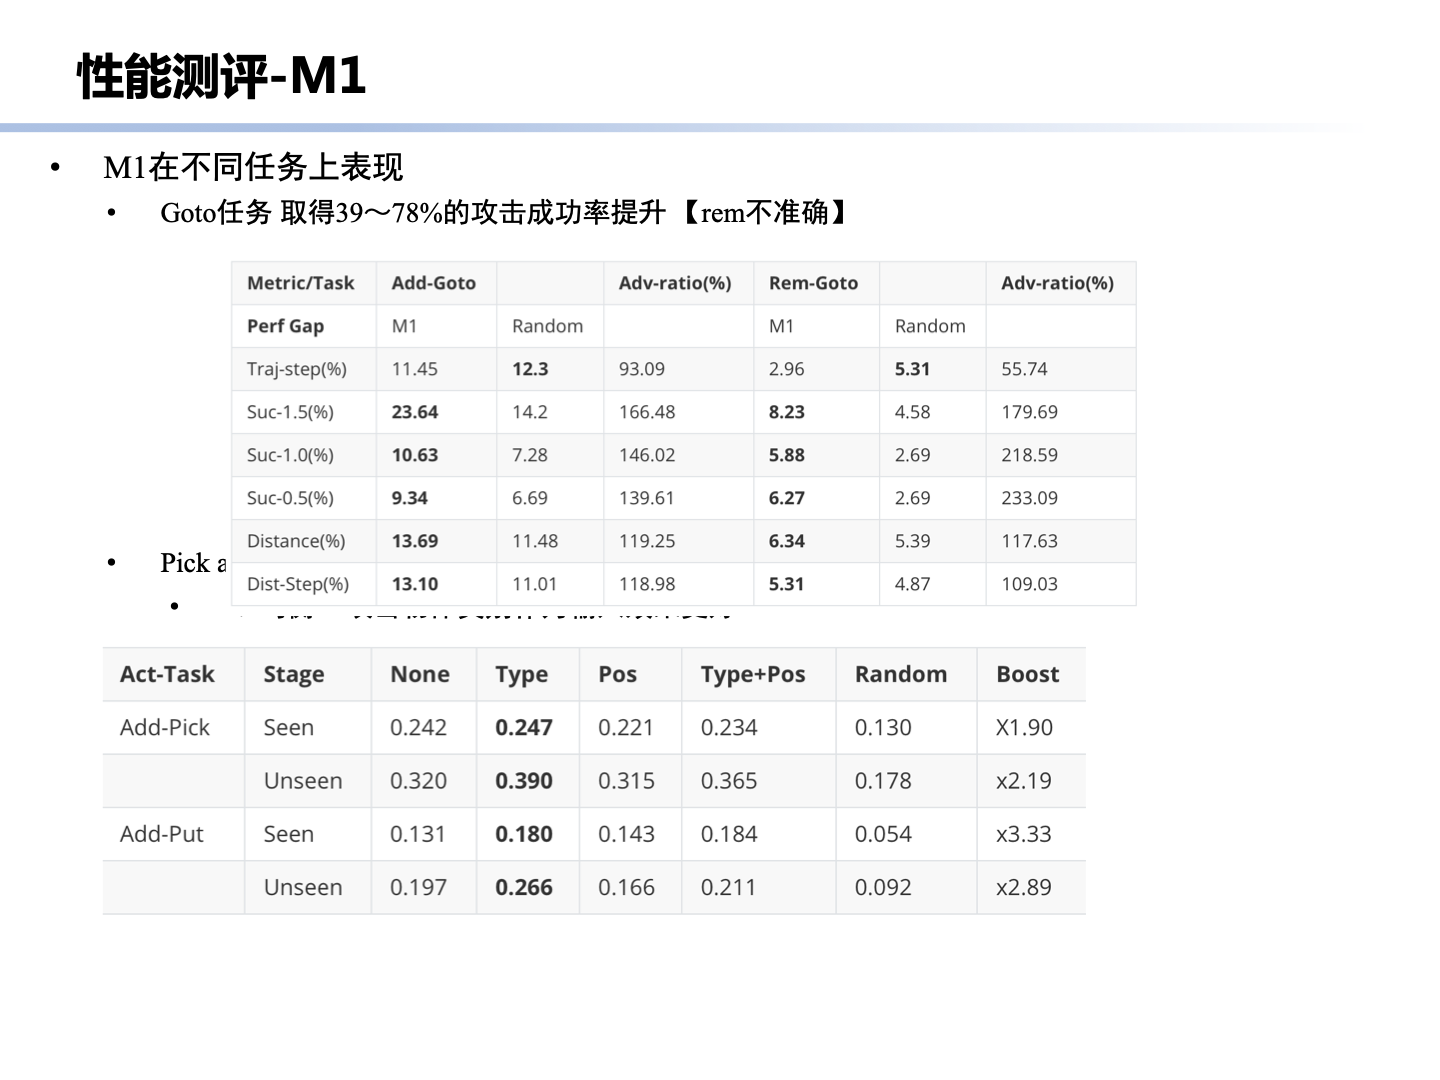 性能测评-M1
• M1在不同任务上表现
• Goto任务 取得39～78%的攻击成功率提升 【rem不准确】
Metric/Task Add-Goto Adv-ratio(%) Rem-Goto Adv-ratio(%)
Perf Gap M1 Random M1 Random
Traj-step(%) 11.45 12.3 93.09 2.96 5.31 55.74
Suc-1.5(%) 23.64 14.2 166.48 8.23 4.58 179.69
Suc-1.0(%) 10.63 7.28 146.02 5.88 2.69 218.59
Suc-0.5(%) 9.34 6.69 139.61 6.27 2.69 233.09
Distance(%) 13.69 11.48 119.25 6.34 5.39 117.63
• Pick a
Dist-Step(%) 13.10 11.01 118.98 5.31 4.87 109.03
Act-Task Stage None Type Pos Type+Pos Random Boost
Add-Pick Seen 0.242 0.247 0.221 0.234 0.130 X1.90
Unseen 0.320 0.390 0.315 0.365 0.178 x2.19
Add-Put Seen 0.131 0.180 0.143 0.184 0.054 x3.33
Unseen 0.197 0.266 0.166 0.211 0.092 x2.89